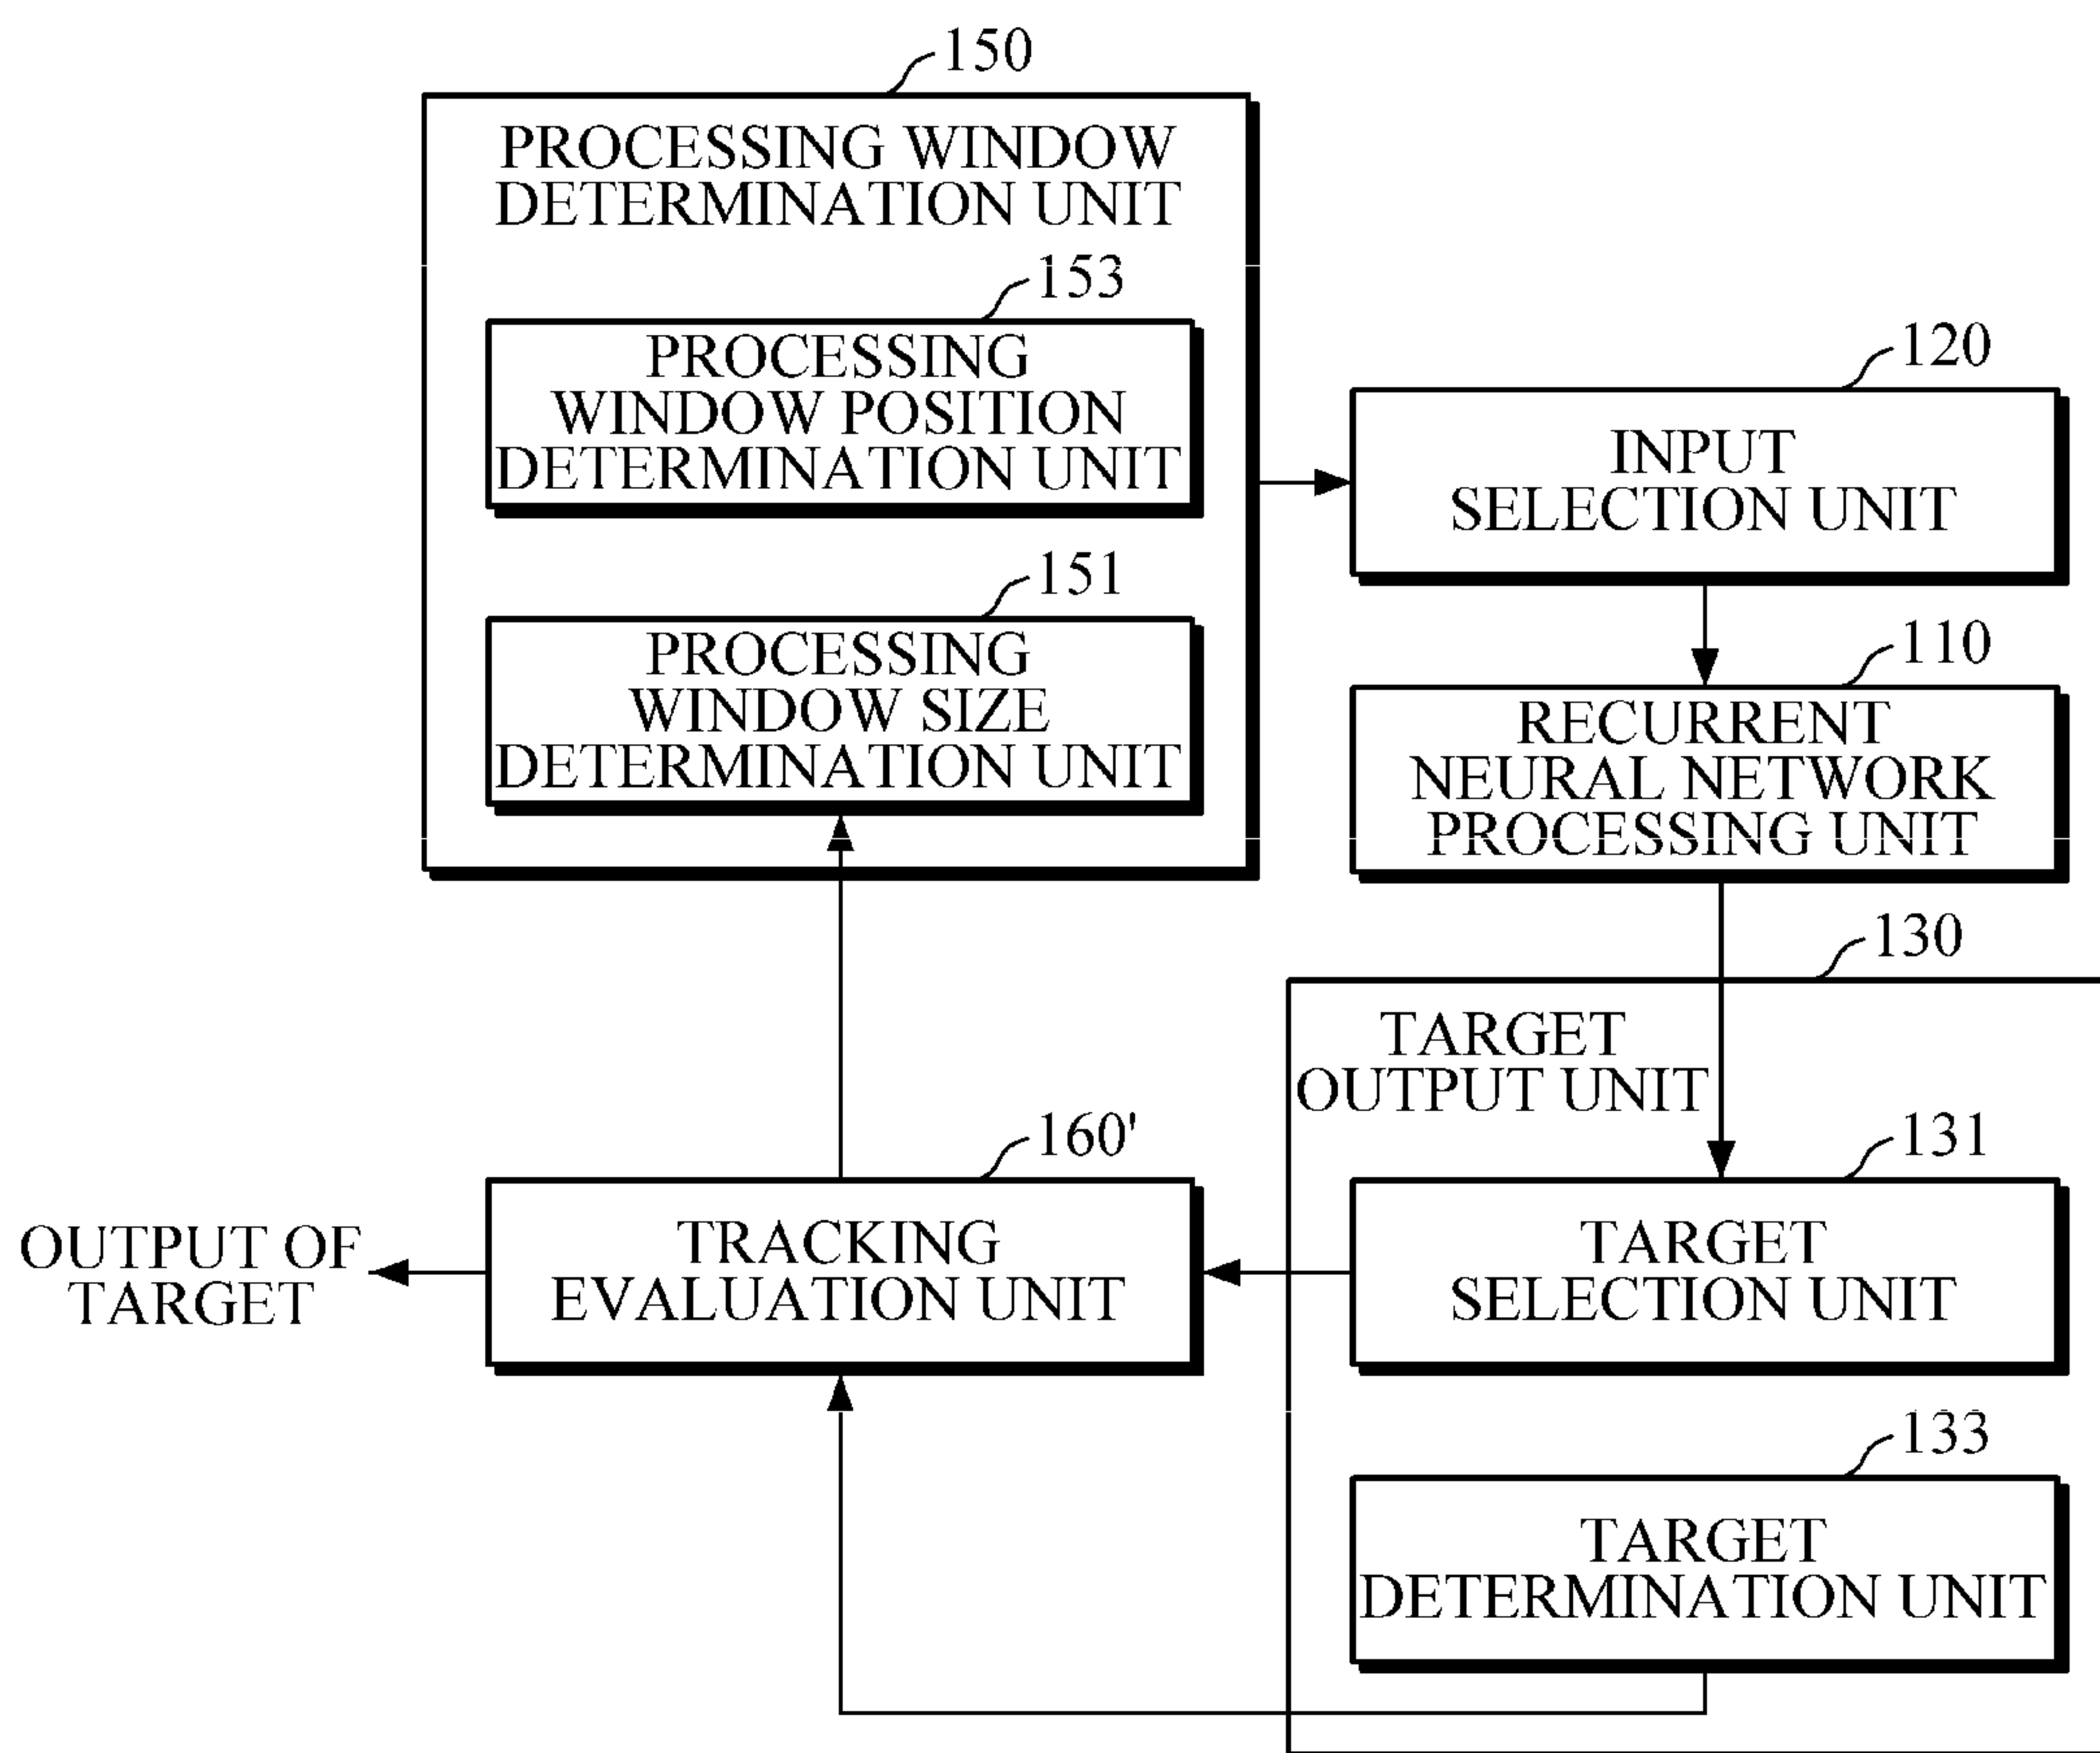 150
PROCESSING WINDOW
DETERMINATION UNIT
153
PROCESSING
WINDOW POSITION
DETERMINATION UNIT
151
PROCESSING
WINDOW SIZE
DETERMINATION UNIT
120
INPUT
SELECTION UNIT
110
RECURRENT
NEURAL NETWORK
PROCESSING UNIT
130
TARGET
OUTPUT UNIT
131
TARGET
SELECTION UNIT
133
TARGET
DETERMINATION UNIT
160'
TRACKING
EVALUATION UNIT
OUTPUT OF
TARGET